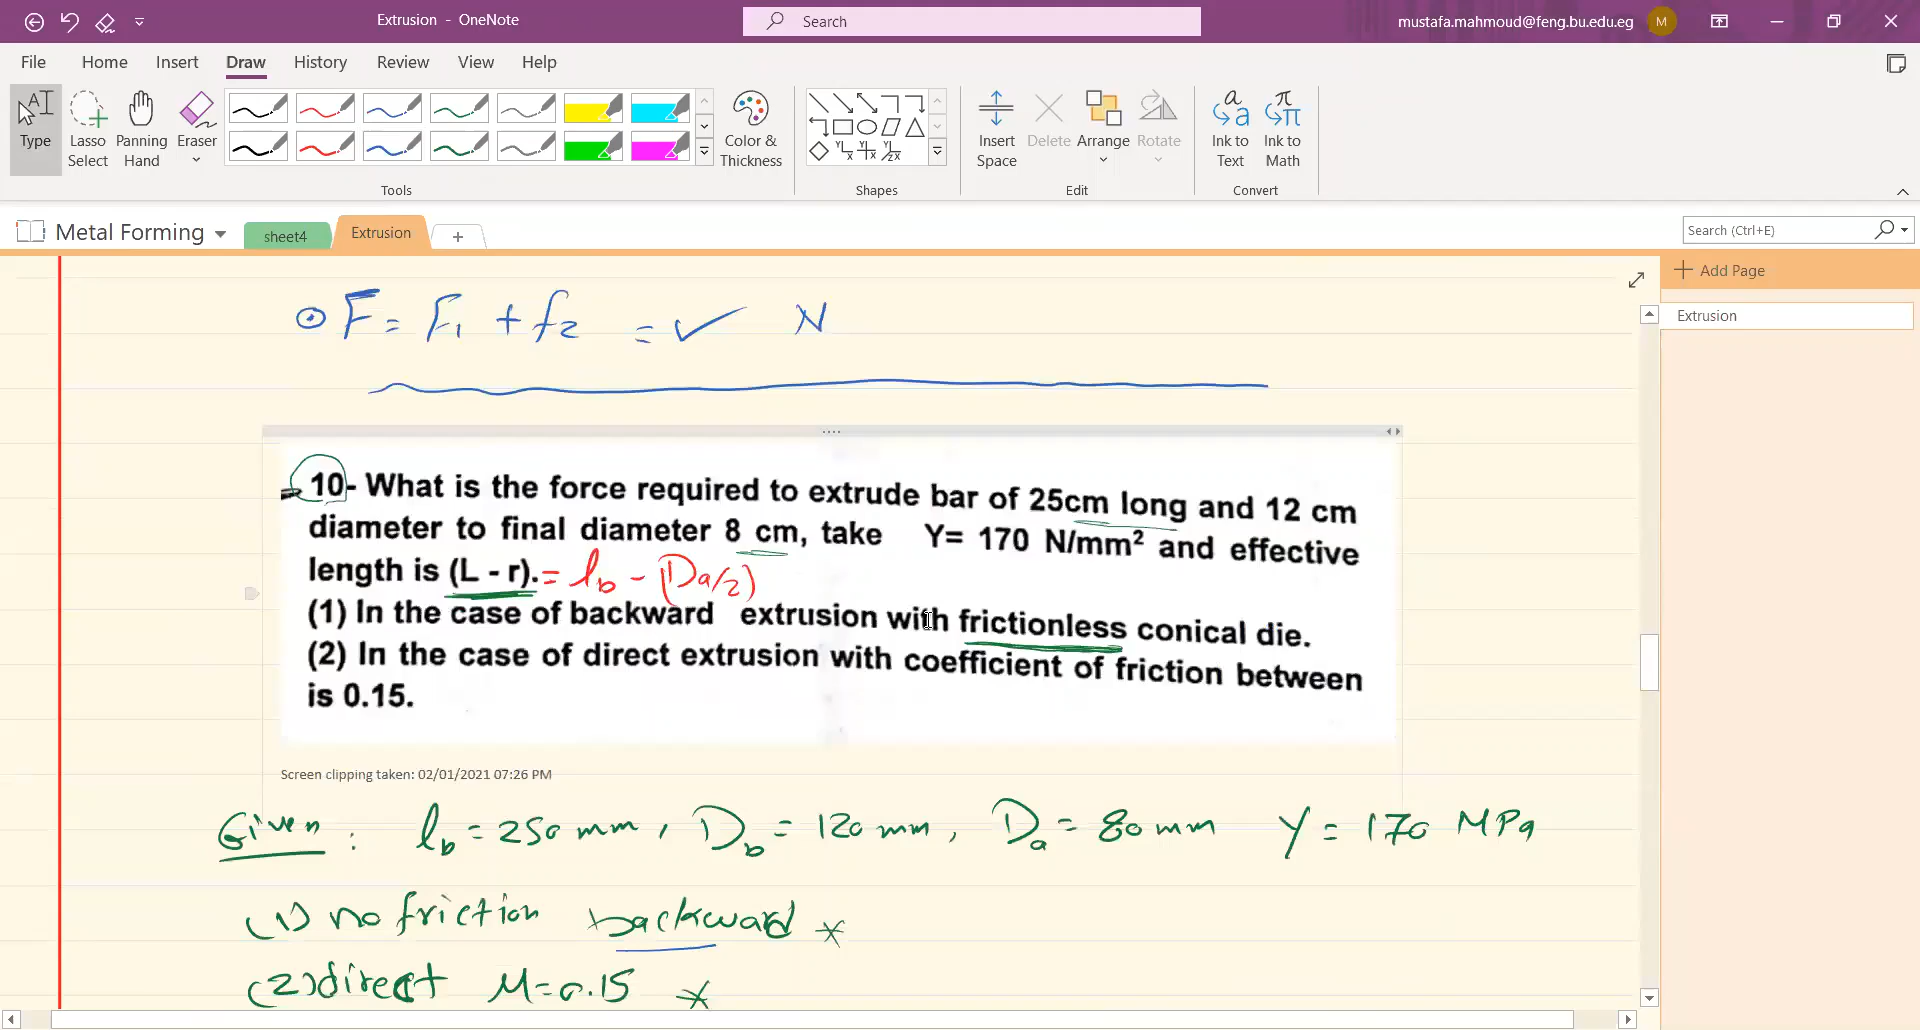 Extrusion - OneNote
Search
mustafa.mahmoud@feng.bu.edu.eg
M
File Home Insert Draw History Review View Help
Type
Lasso Select
Panning Hand
Eraser
Color & Thickness
Insert Space
Delete
Arrange
Rotate
Ink to Text
Ink to Math
Tools
Shapes
Edit
Convert
Metal Forming
sheet4
Extrusion
Search (Ctrl+E)
Add Page
Extrusion
F = F1 + f2 = ✓ N
10- What is the force required to extrude bar of 25cm long and 12 cm
diameter to final diameter 8 cm, take Y= 170 N/mm² and effective
length is (L - r). = lb - (Da/2)
(1) In the case of backward extrusion with frictionless conical die.
(2) In the case of direct extrusion with coefficient of friction between
is 0.15.
Screen clipping taken: 02/01/2021 07:26 PM
Given : lb = 250 mm, Db = 120 mm, Da = 80 mm Y = 170 MPa
(1) no friction backward *
(2) direct M=0.15 *